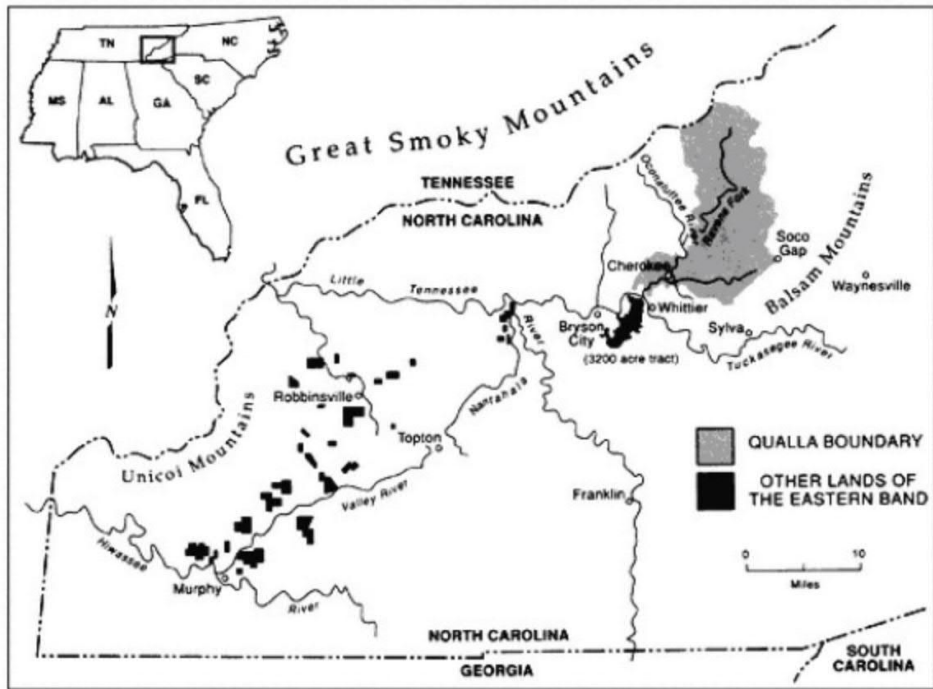 TN
NC
SC
MS
AL
GA
FL
Great Smoky Mountains
TENNESSEE
NORTH CAROLINA
N
Oconaluftee River
Ravens Fork
Soco
Gap
Balsam Mountains
Cherokee
Waynesville
Little
Tennessee
River
Whittier
Bryson
City
Sylva
(3200 acre tract)
Tuckasegee River
Robbinsville
Nantahala
Topton
Unicoi Mountains
Valley River
Franklin
QUALLA BOUNDARY
OTHER LANDS OF
THE EASTERN BAND
Hiwassee
Murphy
River
0 10
Miles
NORTH CAROLINA
GEORGIA
SOUTH
CAROLINA